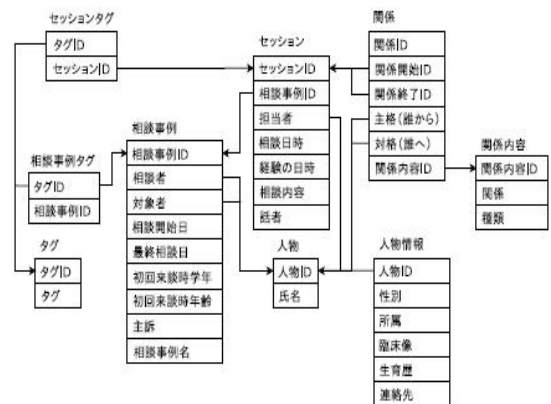 セッションタグ
タグID
セッションID
セッション
セッションID
相談事例ID
担当者
相談日時
経験の日時
相談内容
話者
関係
関係ID
関係開始ID
関係終了ID
主格(誰から)
対格(誰へ)
関係内容ID
関係内容
関係内容ID
関係
種類
相談事例
相談事例ID
相談者
対象者
相談開始日
最終相談日
初回来談時学年
初回来談時年齢
主訴
相談事例名
相談事例タグ
タグID
相談事例ID
タグ
タグID
タグ
人物
人物ID
氏名
人物情報
人物ID
性別
所属
臨床像
生育歴
連絡先